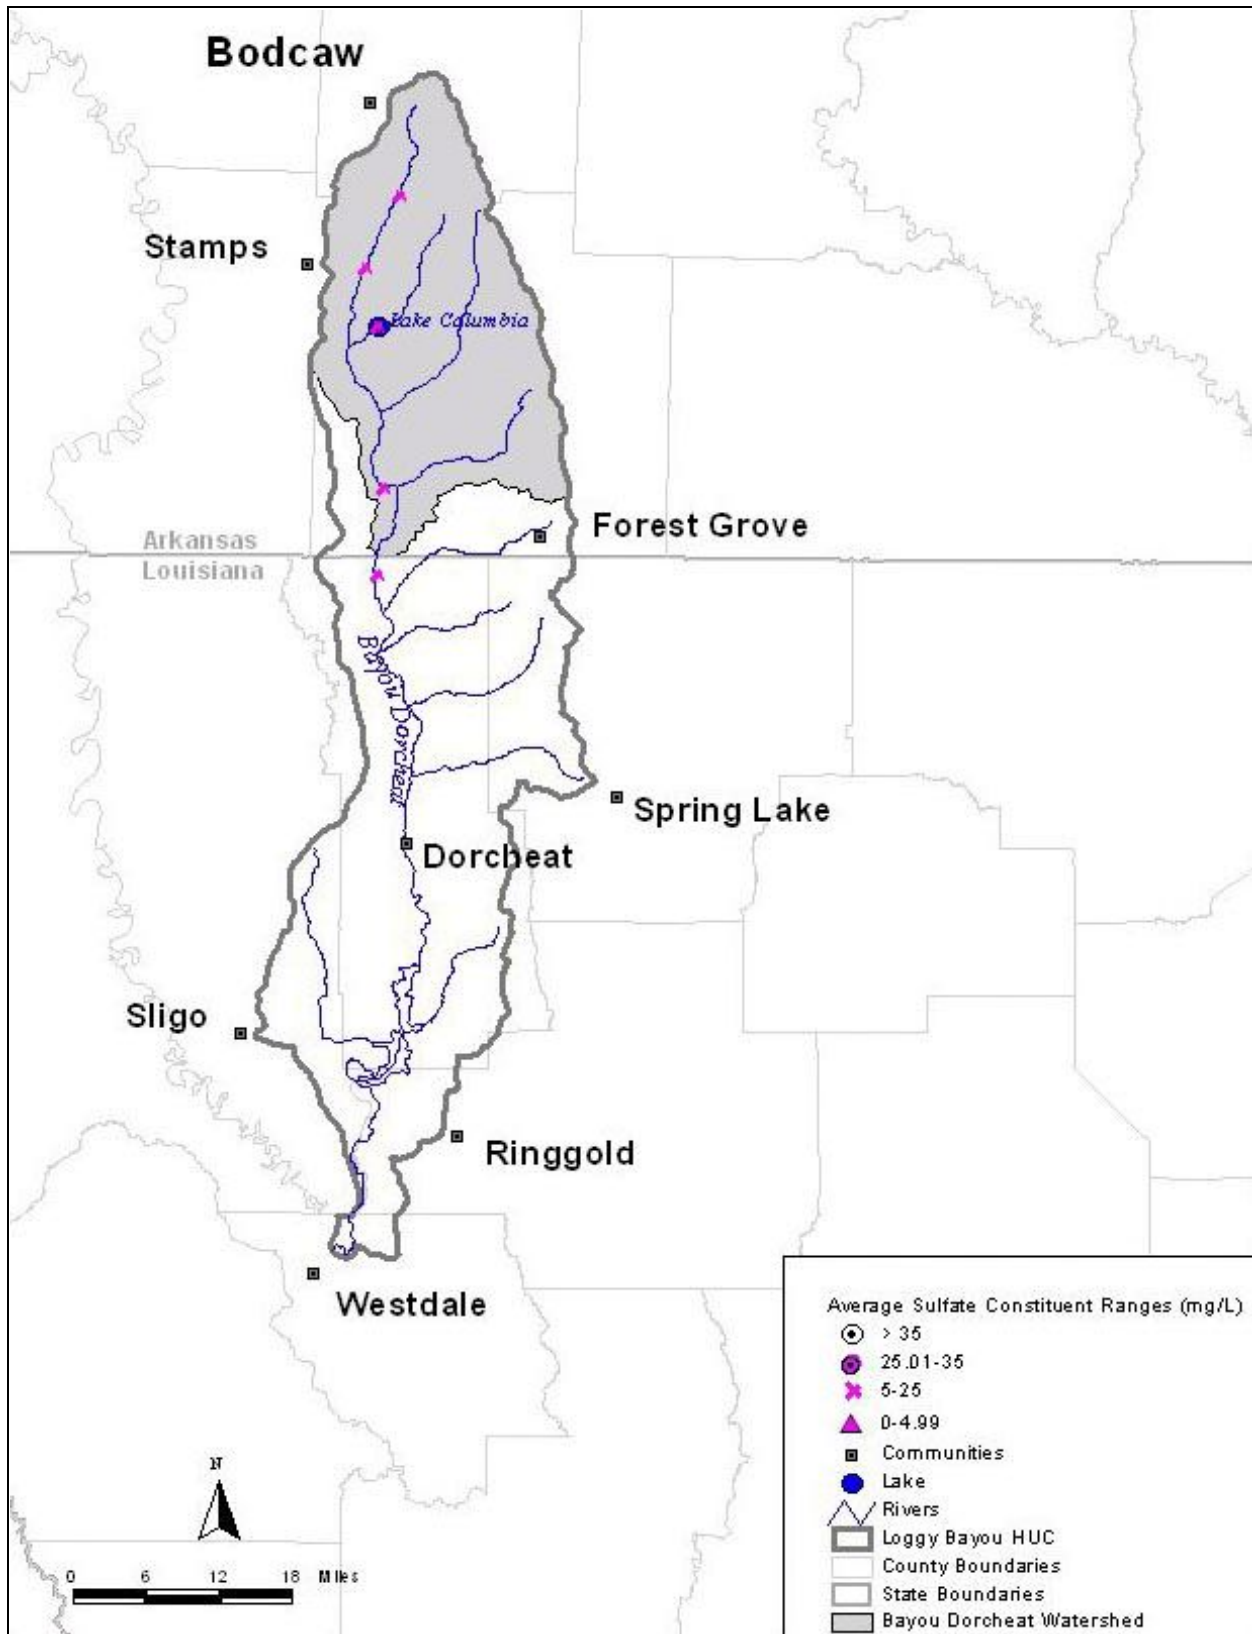 Bodcaw
Stamps
Lake Columbia
Forest Grove
Arkansas
Louisiana
Bayou Dorcheat
Spring Lake
Dorcheat
Sligo
Ringgold
Westdale
Average Sulfate Constituent Ranges (mg/L)
> 35
25.01-35
5-25
0-4.99
Communities
Lake
Rivers
Loggy Bayou HUC
County Boundaries
State Boundaries
Bayou Dorcheat Watershed
N
0 6 12 18 Miles